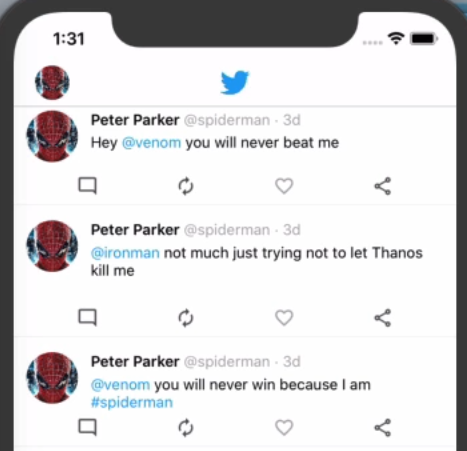 1:31
Peter Parker @spiderman · 3d
Hey @venom you will never beat me
Peter Parker @spiderman · 3d
@ironman not much just trying not to let Thanos
kill me
Peter Parker @spiderman · 3d
@venom you will never win because I am
#spiderman